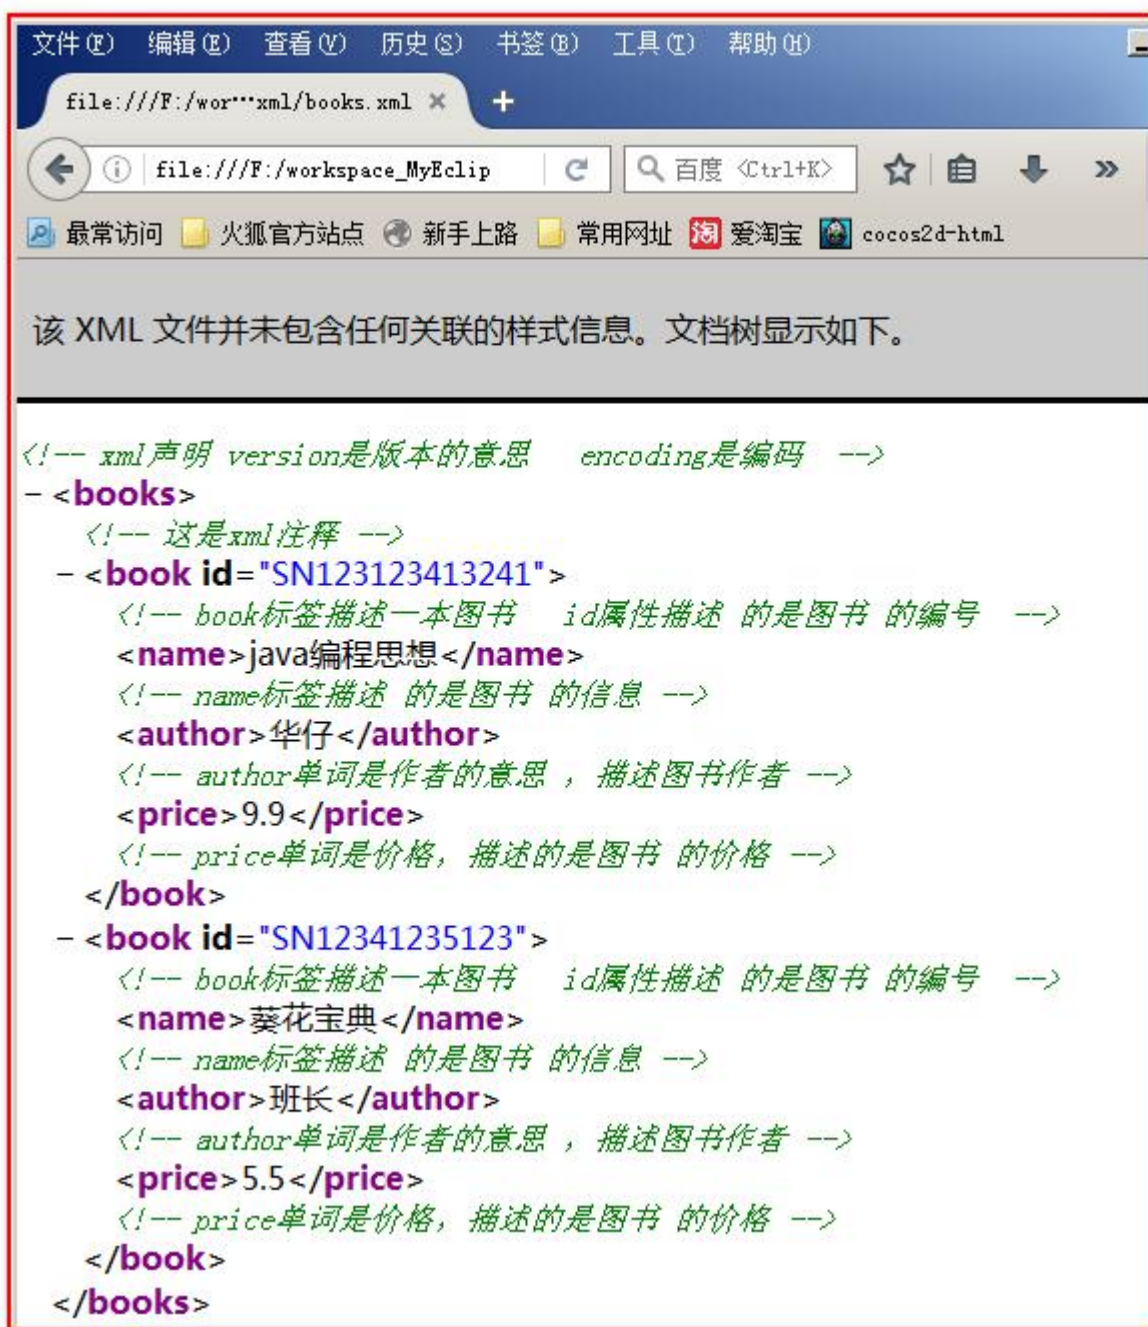 文件(F) 编辑(E) 查看(V) 历史(S) 书签(B) 工具(T) 帮助(H)
file:///F:/wor…xml/books.xml × +
file:///F:/workspace_MyEclip 百度 <Ctrl+K> »
最常访问 火狐官方站点 新手上路 常用网址 淘 爱淘宝 cocos2d-html
该 XML 文件并未包含任何关联的样式信息。文档树显示如下。
<!-- xml声明 version是版本的意思   encoding是编码  -->
- <books>
<!-- 这是xml注释 -->
- <book id="SN123123413241">
<!-- book标签描述一本图书   id属性描述 的是图书 的编号  -->
<name>java编程思想</name>
<!-- name标签描述 的是图书 的信息 -->
<author>华仔</author>
<!-- author单词是作者的意思 ，描述图书作者 -->
<price>9.9</price>
<!-- price单词是价格，描述的是图书 的价格 -->
</book>
- <book id="SN12341235123">
<!-- book标签描述一本图书   id属性描述 的是图书 的编号  -->
<name>葵花宝典</name>
<!-- name标签描述 的是图书 的信息 -->
<author>班长</author>
<!-- author单词是作者的意思 ，描述图书作者 -->
<price>5.5</price>
<!-- price单词是价格，描述的是图书 的价格 -->
</book>
</books>